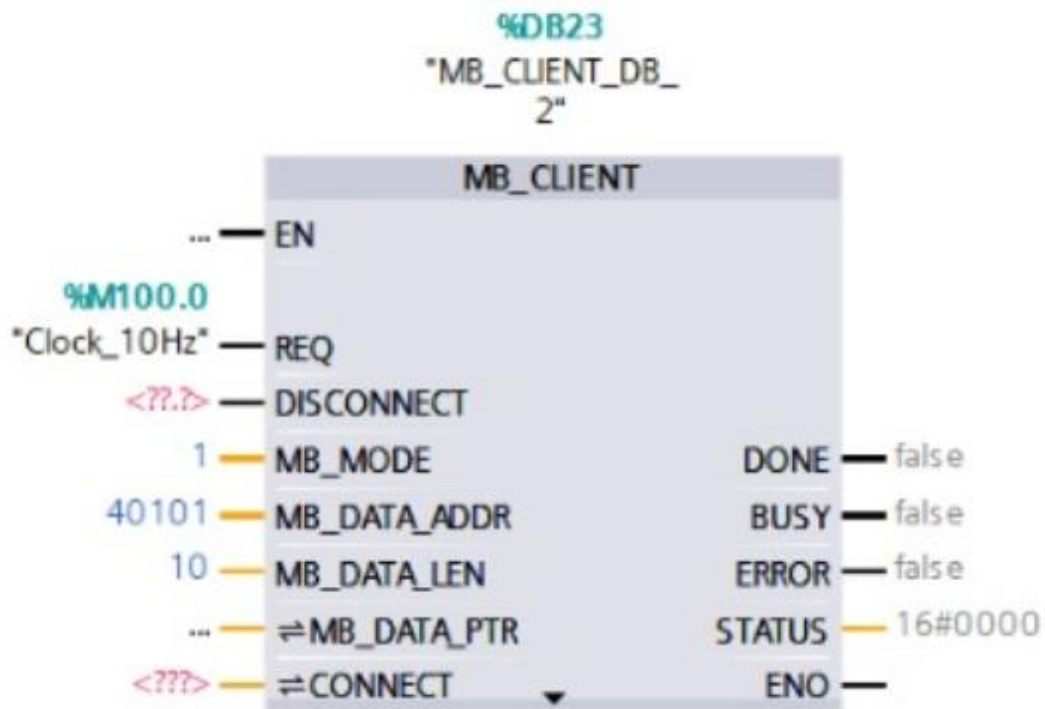 %DB23
"MB_CLIENT_DB_
2"
MB_CLIENT
... EN
%M100.0
"Clock_10Hz" REQ
<??.?> DISCONNECT
1 MB_MODE DONE false
40101 MB_DATA_ADDR BUSY false
10 MB_DATA_LEN ERROR false
... ⇌MB_DATA_PTR STATUS 16#0000
<???> ⇌CONNECT ENO